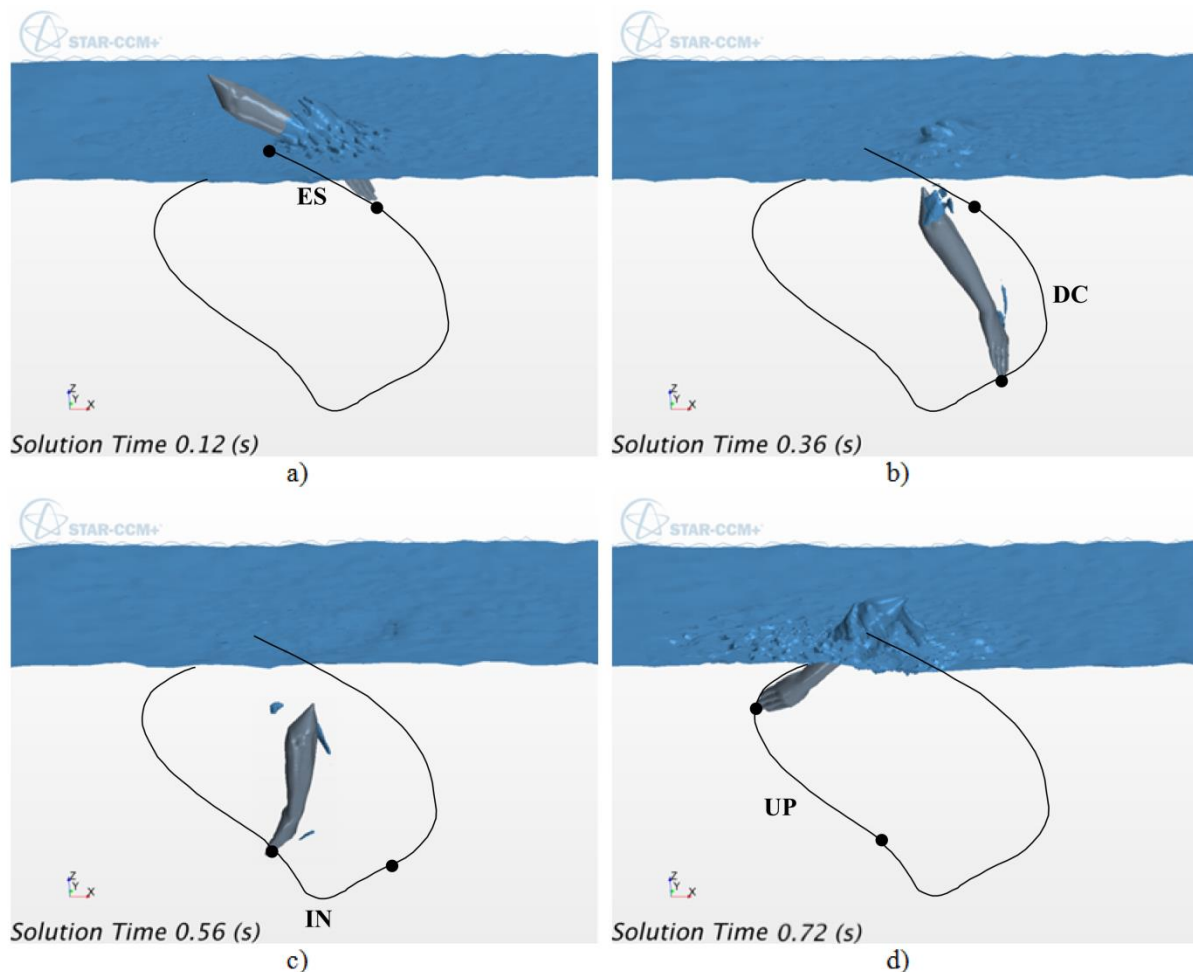 STAR-CCM+
ES
Z
Y
X
Solution Time 0.12 (s)
a)
STAR-CCM+
DC
Z
Y
X
Solution Time 0.36 (s)
b)
STAR-CCM+
IN
Z
Y
X
Solution Time 0.56 (s)
c)
STAR-CCM+
UP
Z
Y
X
Solution Time 0.72 (s)
d)